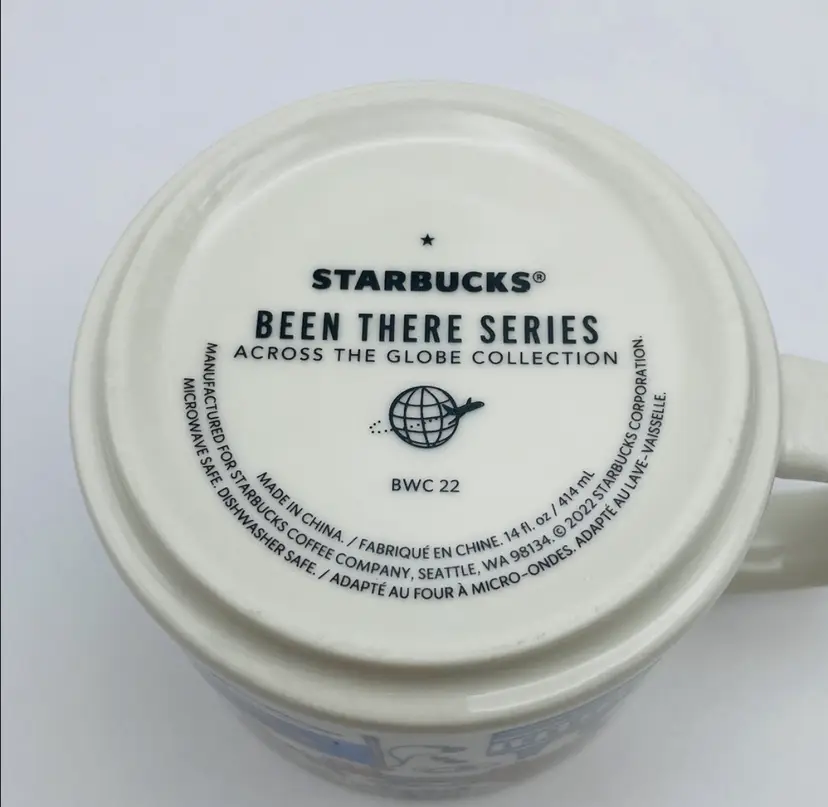 STARBUCKS®
BEEN THERE SERIES
ACROSS THE GLOBE COLLECTION
BWC 22
MADE IN CHINA. / FABRIQUÉ EN CHINE. 14 fl. oz / 414 mL
MANUFACTURED FOR STARBUCKS COFFEE COMPANY, SEATTLE, WA 98134. © 2022 STARBUCKS CORPORATION.
MICROWAVE SAFE. DISHWASHER SAFE. / ADAPTÉ AU FOUR À MICRO-ONDES. ADAPTÉ AU LAVE-VAISSELLE.